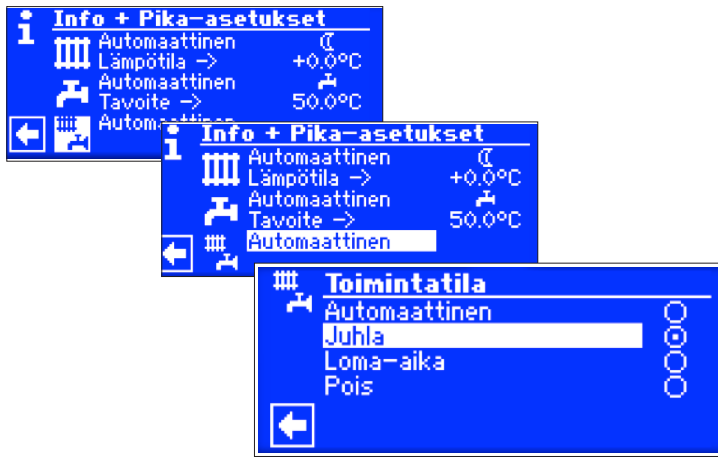 Info + Pika-asetukset
Automaattinen
Lämpötila -> +0.0°C
Automaattinen
Tavoite -> 50.0°C
Automaattinen
Info + Pika-asetukset
Automaattinen
Lämpötila -> +0.0°C
Automaattinen
Tavoite -> 50.0°C
Automaattinen
Toimintatila
Automaattinen
Juhla
Loma-aika
Pois